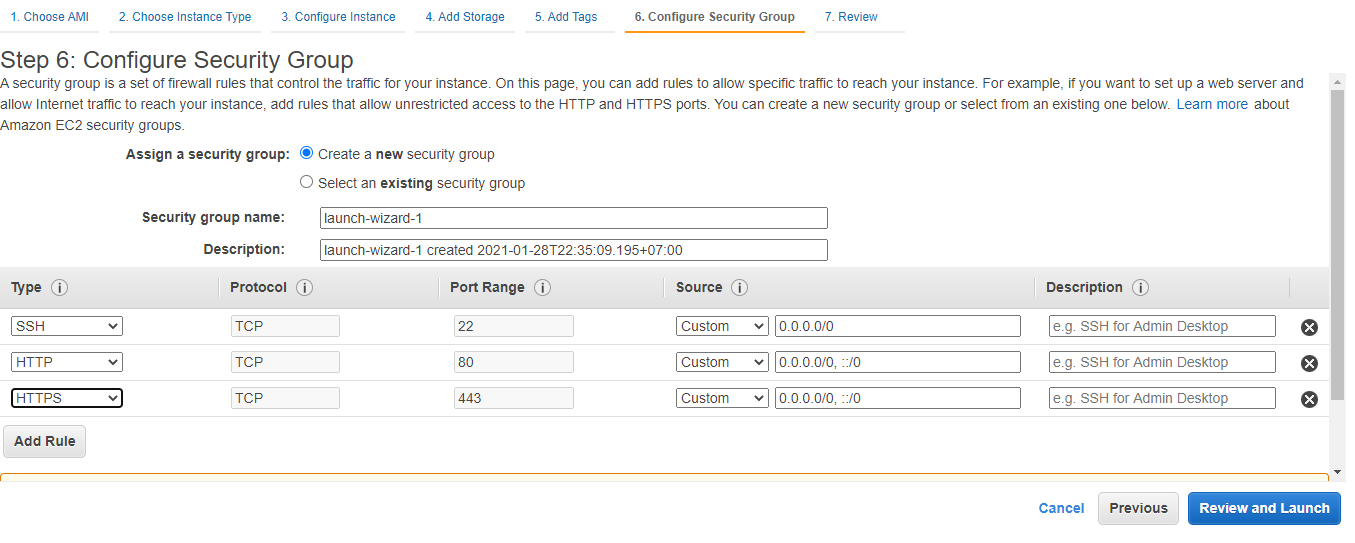 1. Choose AMI 2. Choose Instance Type 3. Configure Instance 4. Add Storage 5. Add Tags 6. Configure Security Group 7. Review
Step 6: Configure Security Group
A security group is a set of firewall rules that control the traffic for your instance. On this page, you can add rules to allow specific traffic to reach your instance. For example, if you want to set up a web server and
allow Internet traffic to reach your instance, add rules that allow unrestricted access to the HTTP and HTTPS ports. You can create a new security group or select from an existing one below. Learn more about
Amazon EC2 security groups.
Assign a security group: Create a new security group
Select an existing security group
Security group name: launch-wizard-1
Description: launch-wizard-1 created 2021-01-28T22:35:09.195+07:00
Type i Protocol i Port Range i Source i Description i
SSH TCP 22 Custom 0.0.0.0/0 e.g. SSH for Admin Desktop
HTTP TCP 80 Custom 0.0.0.0/0, ::/0 e.g. SSH for Admin Desktop
HTTPS TCP 443 Custom 0.0.0.0/0, ::/0 e.g. SSH for Admin Desktop
Add Rule
Cancel Previous Review and Launch